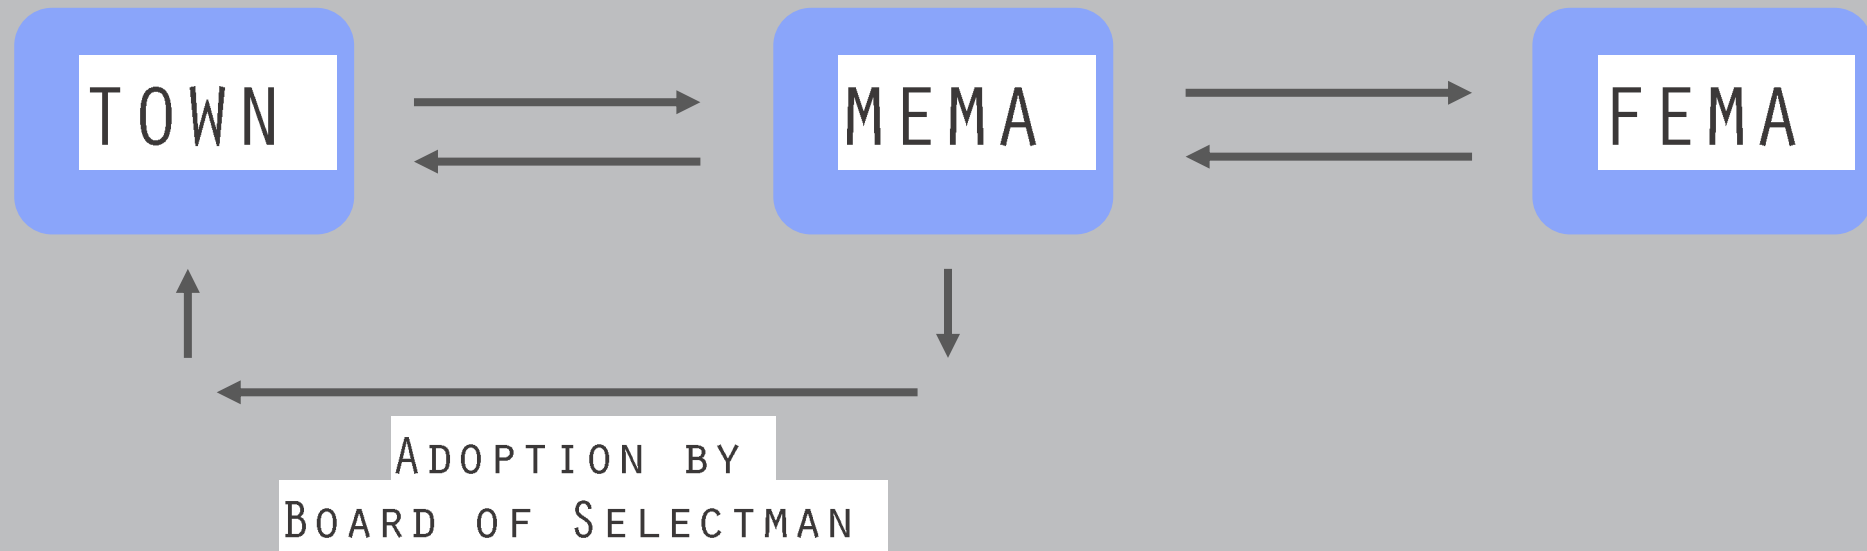 TOWN
MEMA
FEMA
ADOPTION BY
BOARD OF SELECTMAN